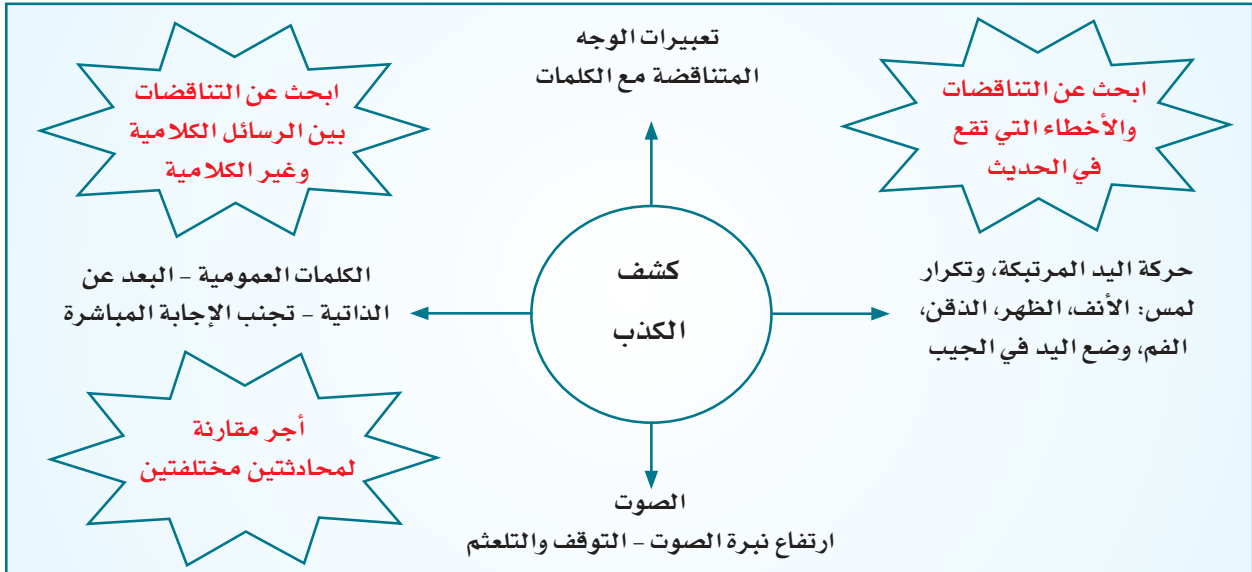 تعبيرات الوجه
المتناقضة مع الكلمات
ابحث عن التناقضات
والأخطاء التي تقع
في الحديث
ابحث عن التناقضات
بين الرسائل الكلامية
وغير الكلامية
كشف
الكذب
حركة اليد المرتبكة، وتكرار
لمس: الأنف، الظهر، الذقن،
الفم، وضع اليد في الجيب
الكلمات العمومية – البعد عن
الذاتية – تجنب الإجابة المباشرة
أجر مقارنة
لمحادثتين مختلفتين
الصوت
ارتفاع نبرة الصوت – التوقف والتلعثم